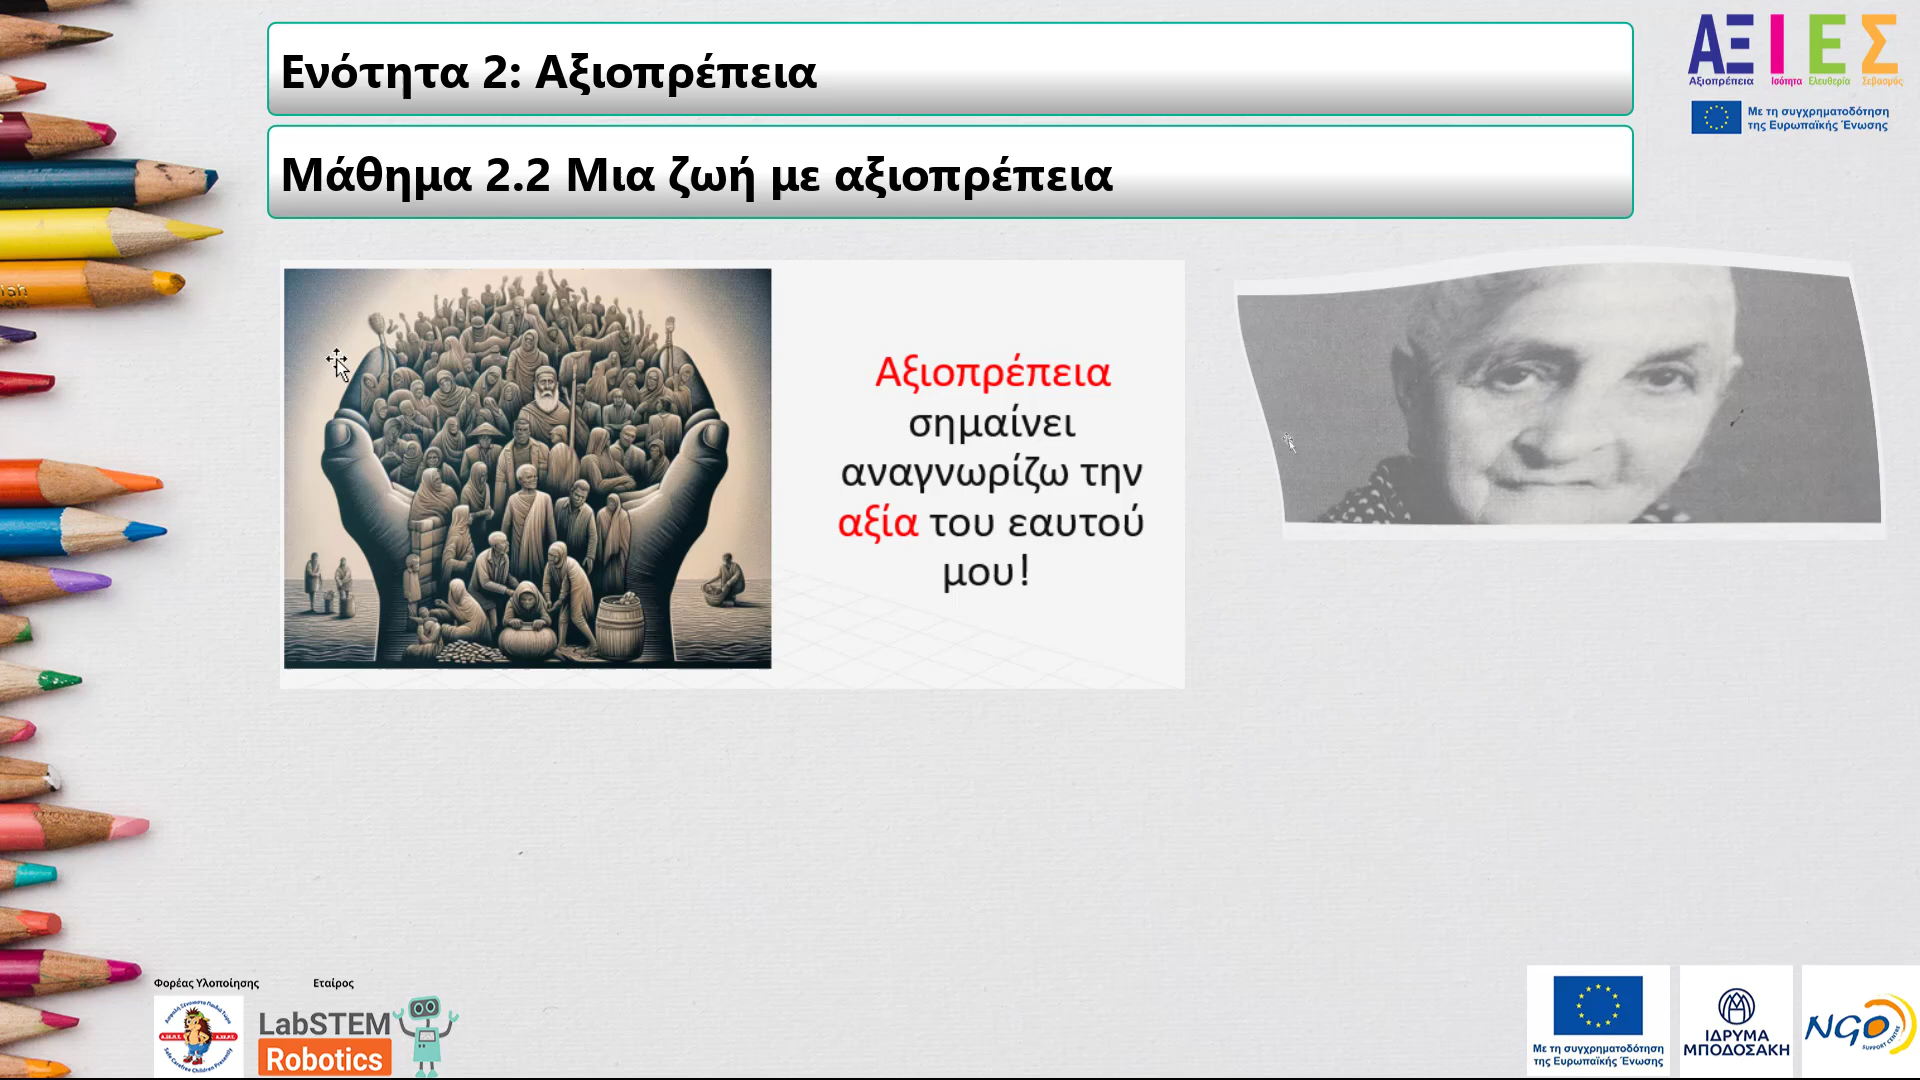 Ενότητα 2: Αξιοπρέπεια
ΑΞΙΕΣ
Αξιοπρέπεια Ισότητα Ελευθερία Σεβασμός
Με τη συγχρηματοδότηση
της Ευρωπαϊκής Ένωσης
Μάθημα 2.2 Μια ζωή με αξιοπρέπεια
Αξιοπρέπεια
σημαίνει
αναγνωρίζω την
αξία του εαυτού
μου!
Φορέας Υλοποίησης
Εταίρος
LabSTEM
Robotics
Με τη συγχρηματοδότηση
της Ευρωπαϊκής Ένωσης
ΙΔΡΥΜΑ
ΜΠΟΔΟΣΑΚΗ
NGO
SUPPORT CENTRE